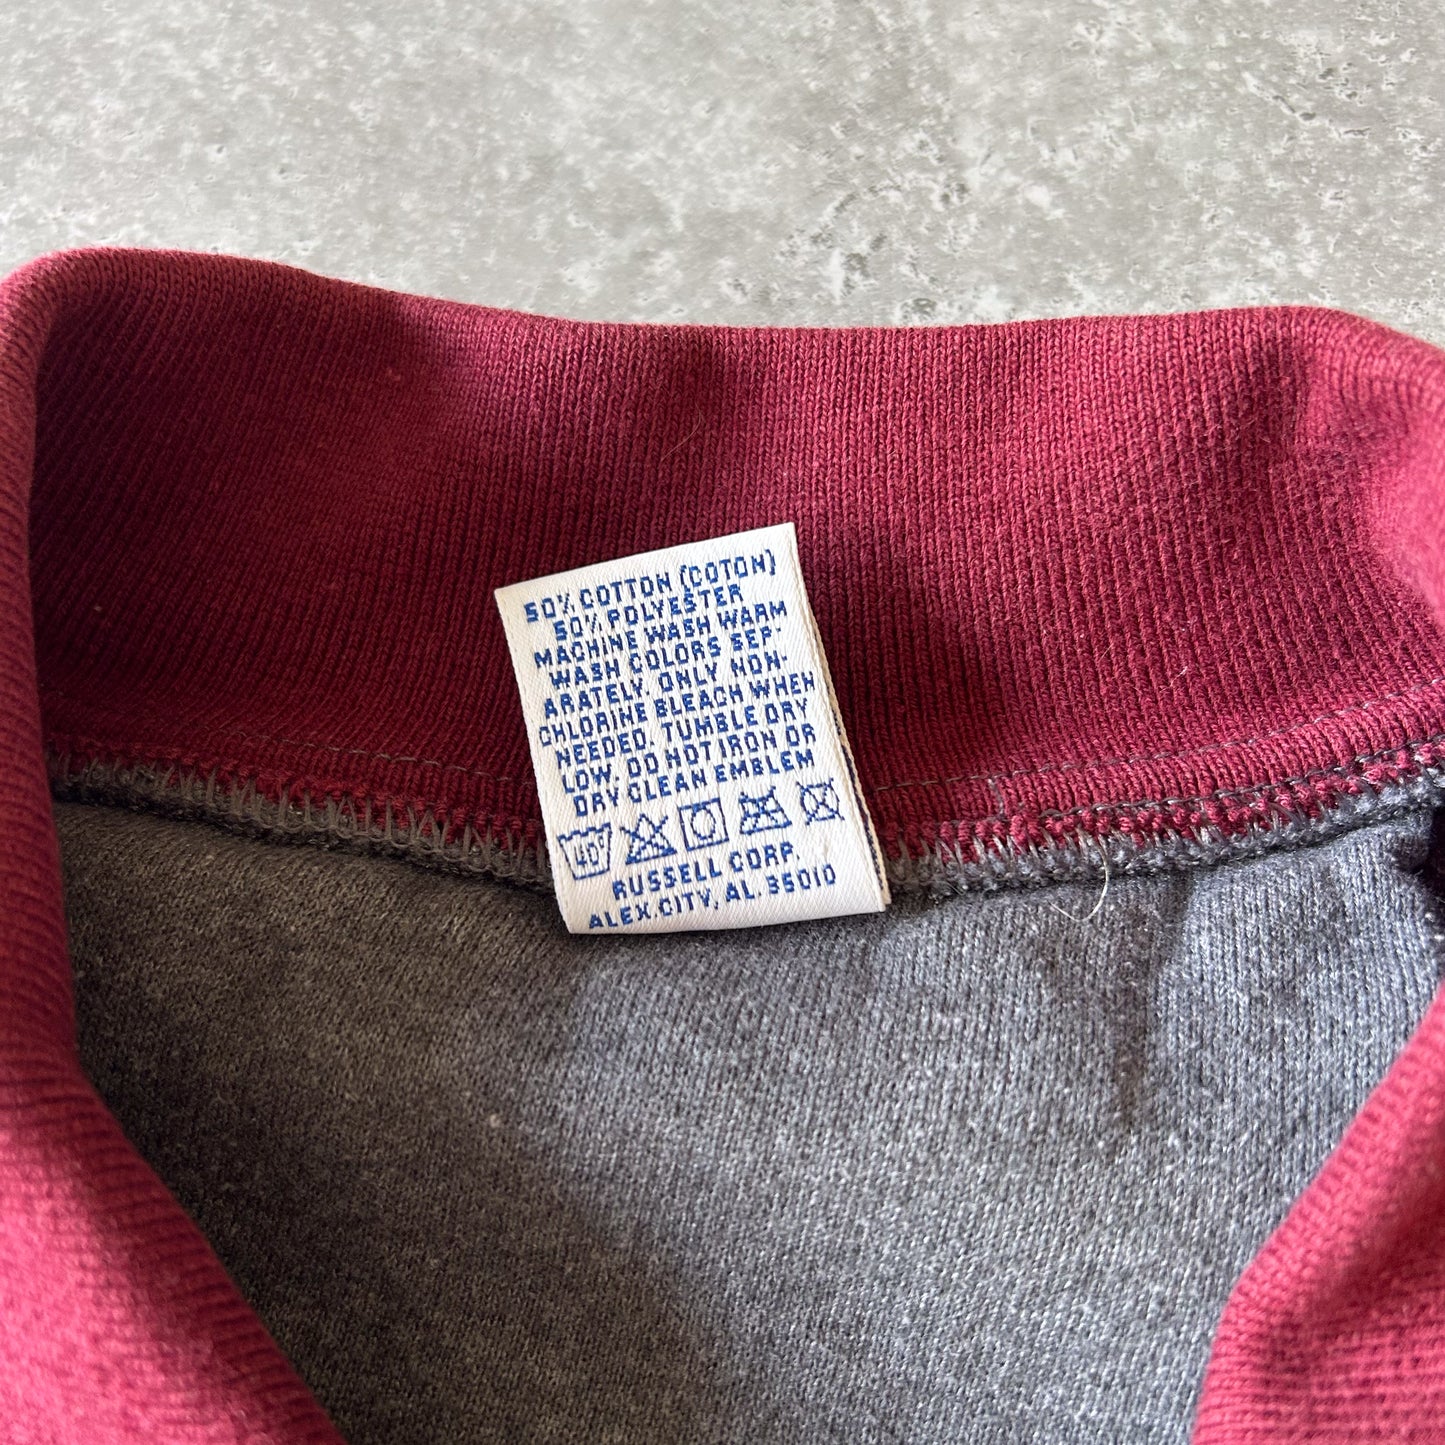 50% COTTON (COTON)
50% POLYESTER
MACHINE WASH WARM
WASH COLORS SEP-
ARATELY. ONLY NON-
CHLORINE BLEACH WHEN
NEEDED. TUMBLE DRY
LOW. DO NOT IRON OR
DRY CLEAN EMBLEM
40°
RUSSELL CORP.
ALEX.CITY, AL. 35010